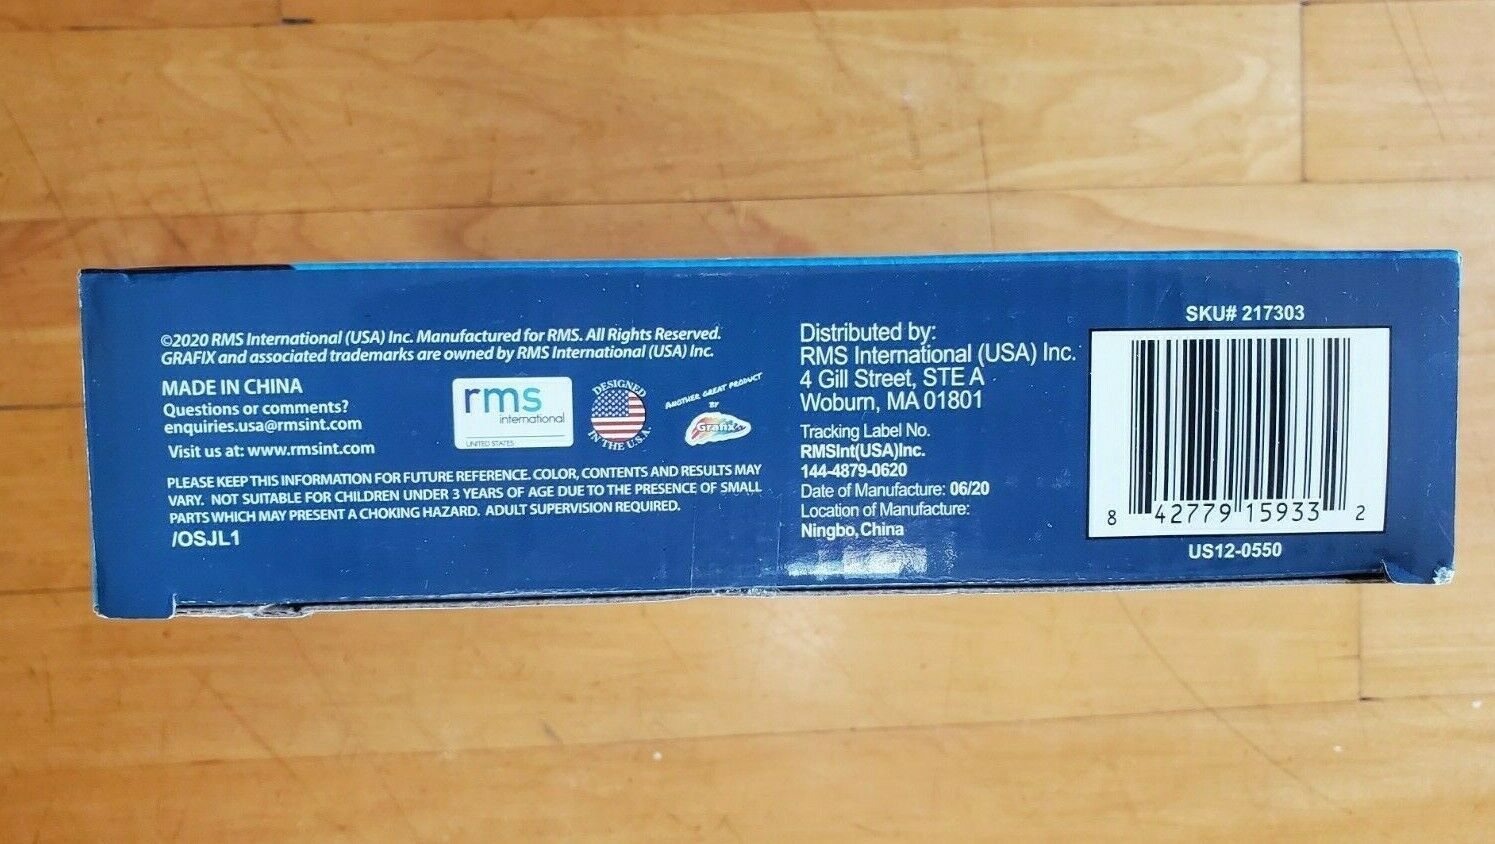 ©2020 RMS International (USA) Inc. Manufactured for RMS. All Rights Reserved.
GRAFIX and associated trademarks are owned by RMS International (USA) Inc.
MADE IN CHINA
Questions or comments?
enquiries.usa@rmsint.com
Visit us at: www.rmsint.com
rms
international
UNITED STATES
DESIGNED
IN THE U.S.A.
ANOTHER GREAT PRODUCT
BY
Grafix
PLEASE KEEP THIS INFORMATION FOR FUTURE REFERENCE. COLOR, CONTENTS AND RESULTS MAY
VARY. NOT SUITABLE FOR CHILDREN UNDER 3 YEARS OF AGE DUE TO THE PRESENCE OF SMALL
PARTS WHICH MAY PRESENT A CHOKING HAZARD. ADULT SUPERVISION REQUIRED.
/OSJL1
Distributed by:
RMS International (USA) Inc.
4 Gill Street, STE A
Woburn, MA 01801
Tracking Label No.
RMSInt(USA)Inc.
144-4879-0620
Date of Manufacture: 06/20
Location of Manufacture:
Ningbo, China
SKU# 217303
8 42779 15933 2
US12-0550